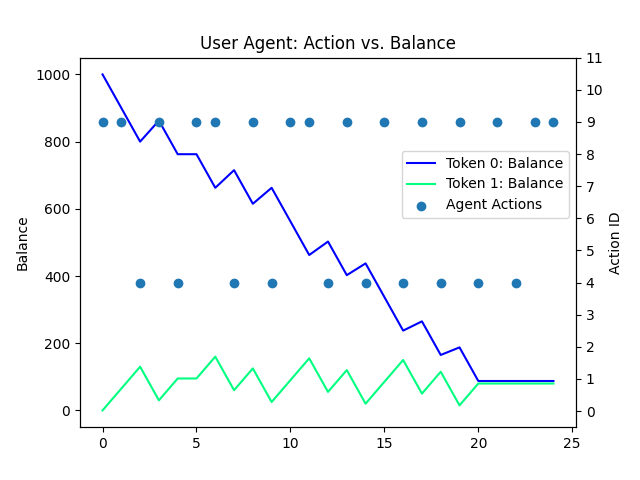 User Agent: Action vs. Balance
1000
800
600
400
200
0
Balance
11
10
9
8
7
6
5
4
3
2
1
0
Action ID
Token 0: Balance
Token 1: Balance
Agent Actions
0 5 10 15 20 25